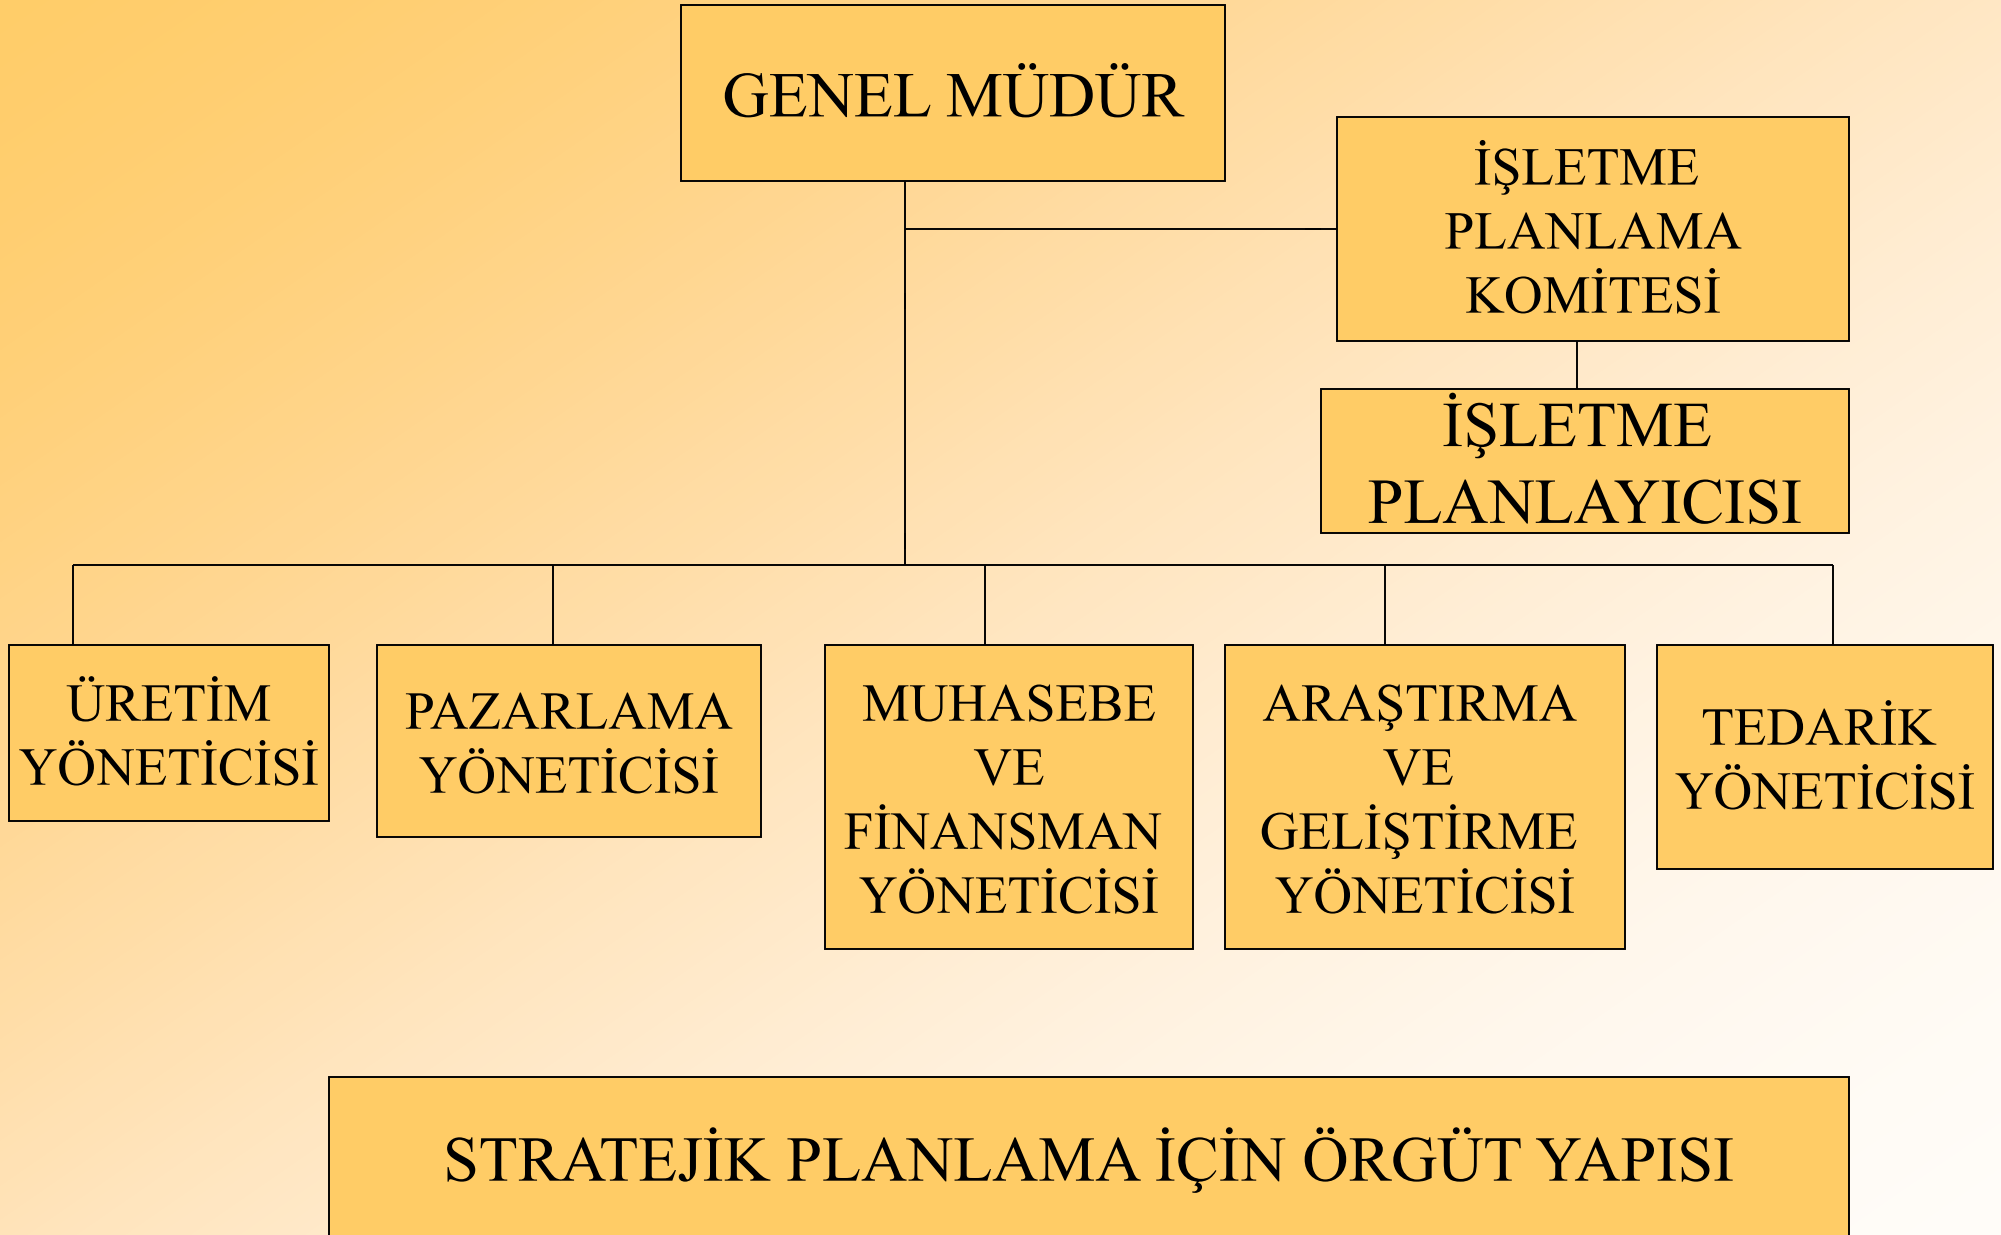 GENEL MÜDÜR
İŞLETME
PLANLAMA
KOMİTESİ
İŞLETME
PLANLAYICISI
ÜRETİM
YÖNETİCİSİ
PAZARLAMA
YÖNETİCİSİ
MUHASEBE
VE
FİNANSMAN
YÖNETİCİSİ
ARAŞTIRMA
VE
GELİŞTİRME
YÖNETİCİSİ
TEDARİK
YÖNETİCİSİ
STRATEJİK PLANLAMA İÇİN ÖRGÜT YAPISI